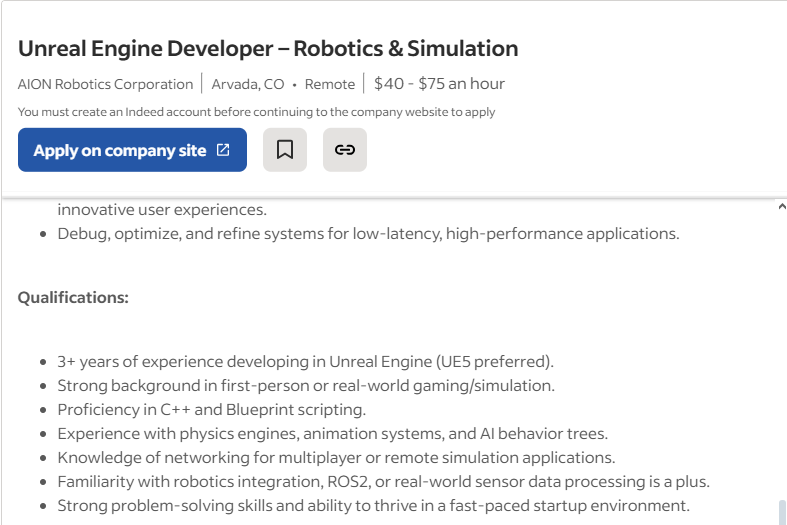 Unreal Engine Developer – Robotics & Simulation
AION Robotics Corporation | Arvada, CO • Remote | $40 - $75 an hour
You must create an Indeed account before continuing to the company website to apply
Apply on company site
innovative user experiences.
• Debug, optimize, and refine systems for low-latency, high-performance applications.
Qualifications:
• 3+ years of experience developing in Unreal Engine (UE5 preferred).
• Strong background in first-person or real-world gaming/simulation.
• Proficiency in C++ and Blueprint scripting.
• Experience with physics engines, animation systems, and AI behavior trees.
• Knowledge of networking for multiplayer or remote simulation applications.
• Familiarity with robotics integration, ROS2, or real-world sensor data processing is a plus.
• Strong problem-solving skills and ability to thrive in a fast-paced startup environment.